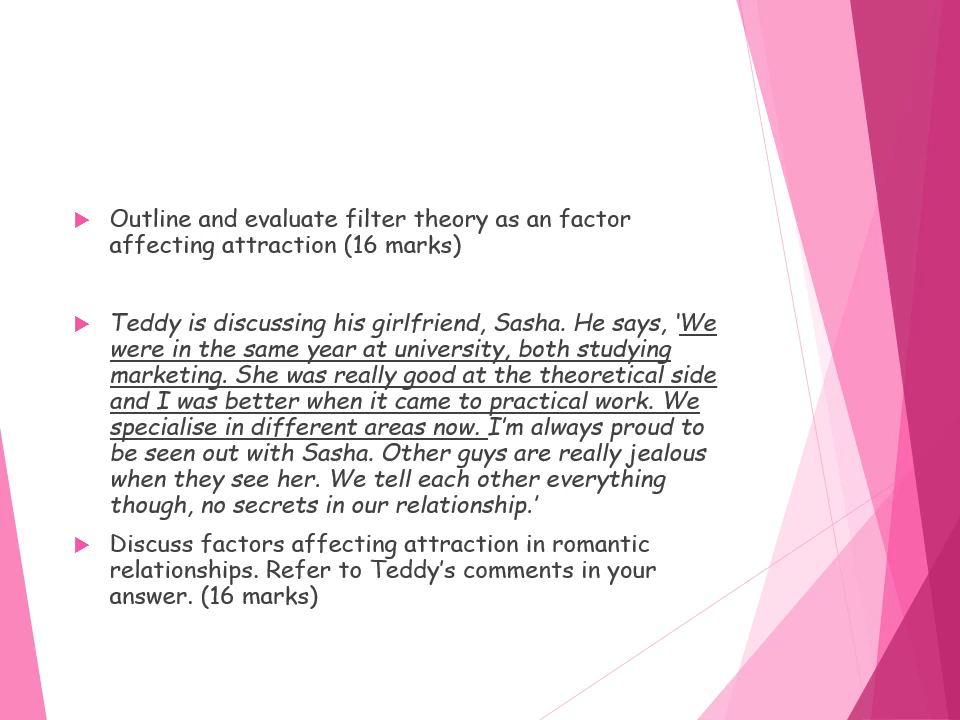 Outline and evaluate filter theory as an factor
affecting attraction (16 marks)
Teddy is discussing his girlfriend, Sasha. He says, ‘We
were in the same year at university, both studying
marketing. She was really good at the theoretical side
and I was better when it came to practical work. We
specialise in different areas now. I’m always proud to
be seen out with Sasha. Other guys are really jealous
when they see her. We tell each other everything
though, no secrets in our relationship.’
Discuss factors affecting attraction in romantic
relationships. Refer to Teddy’s comments in your
answer. (16 marks)